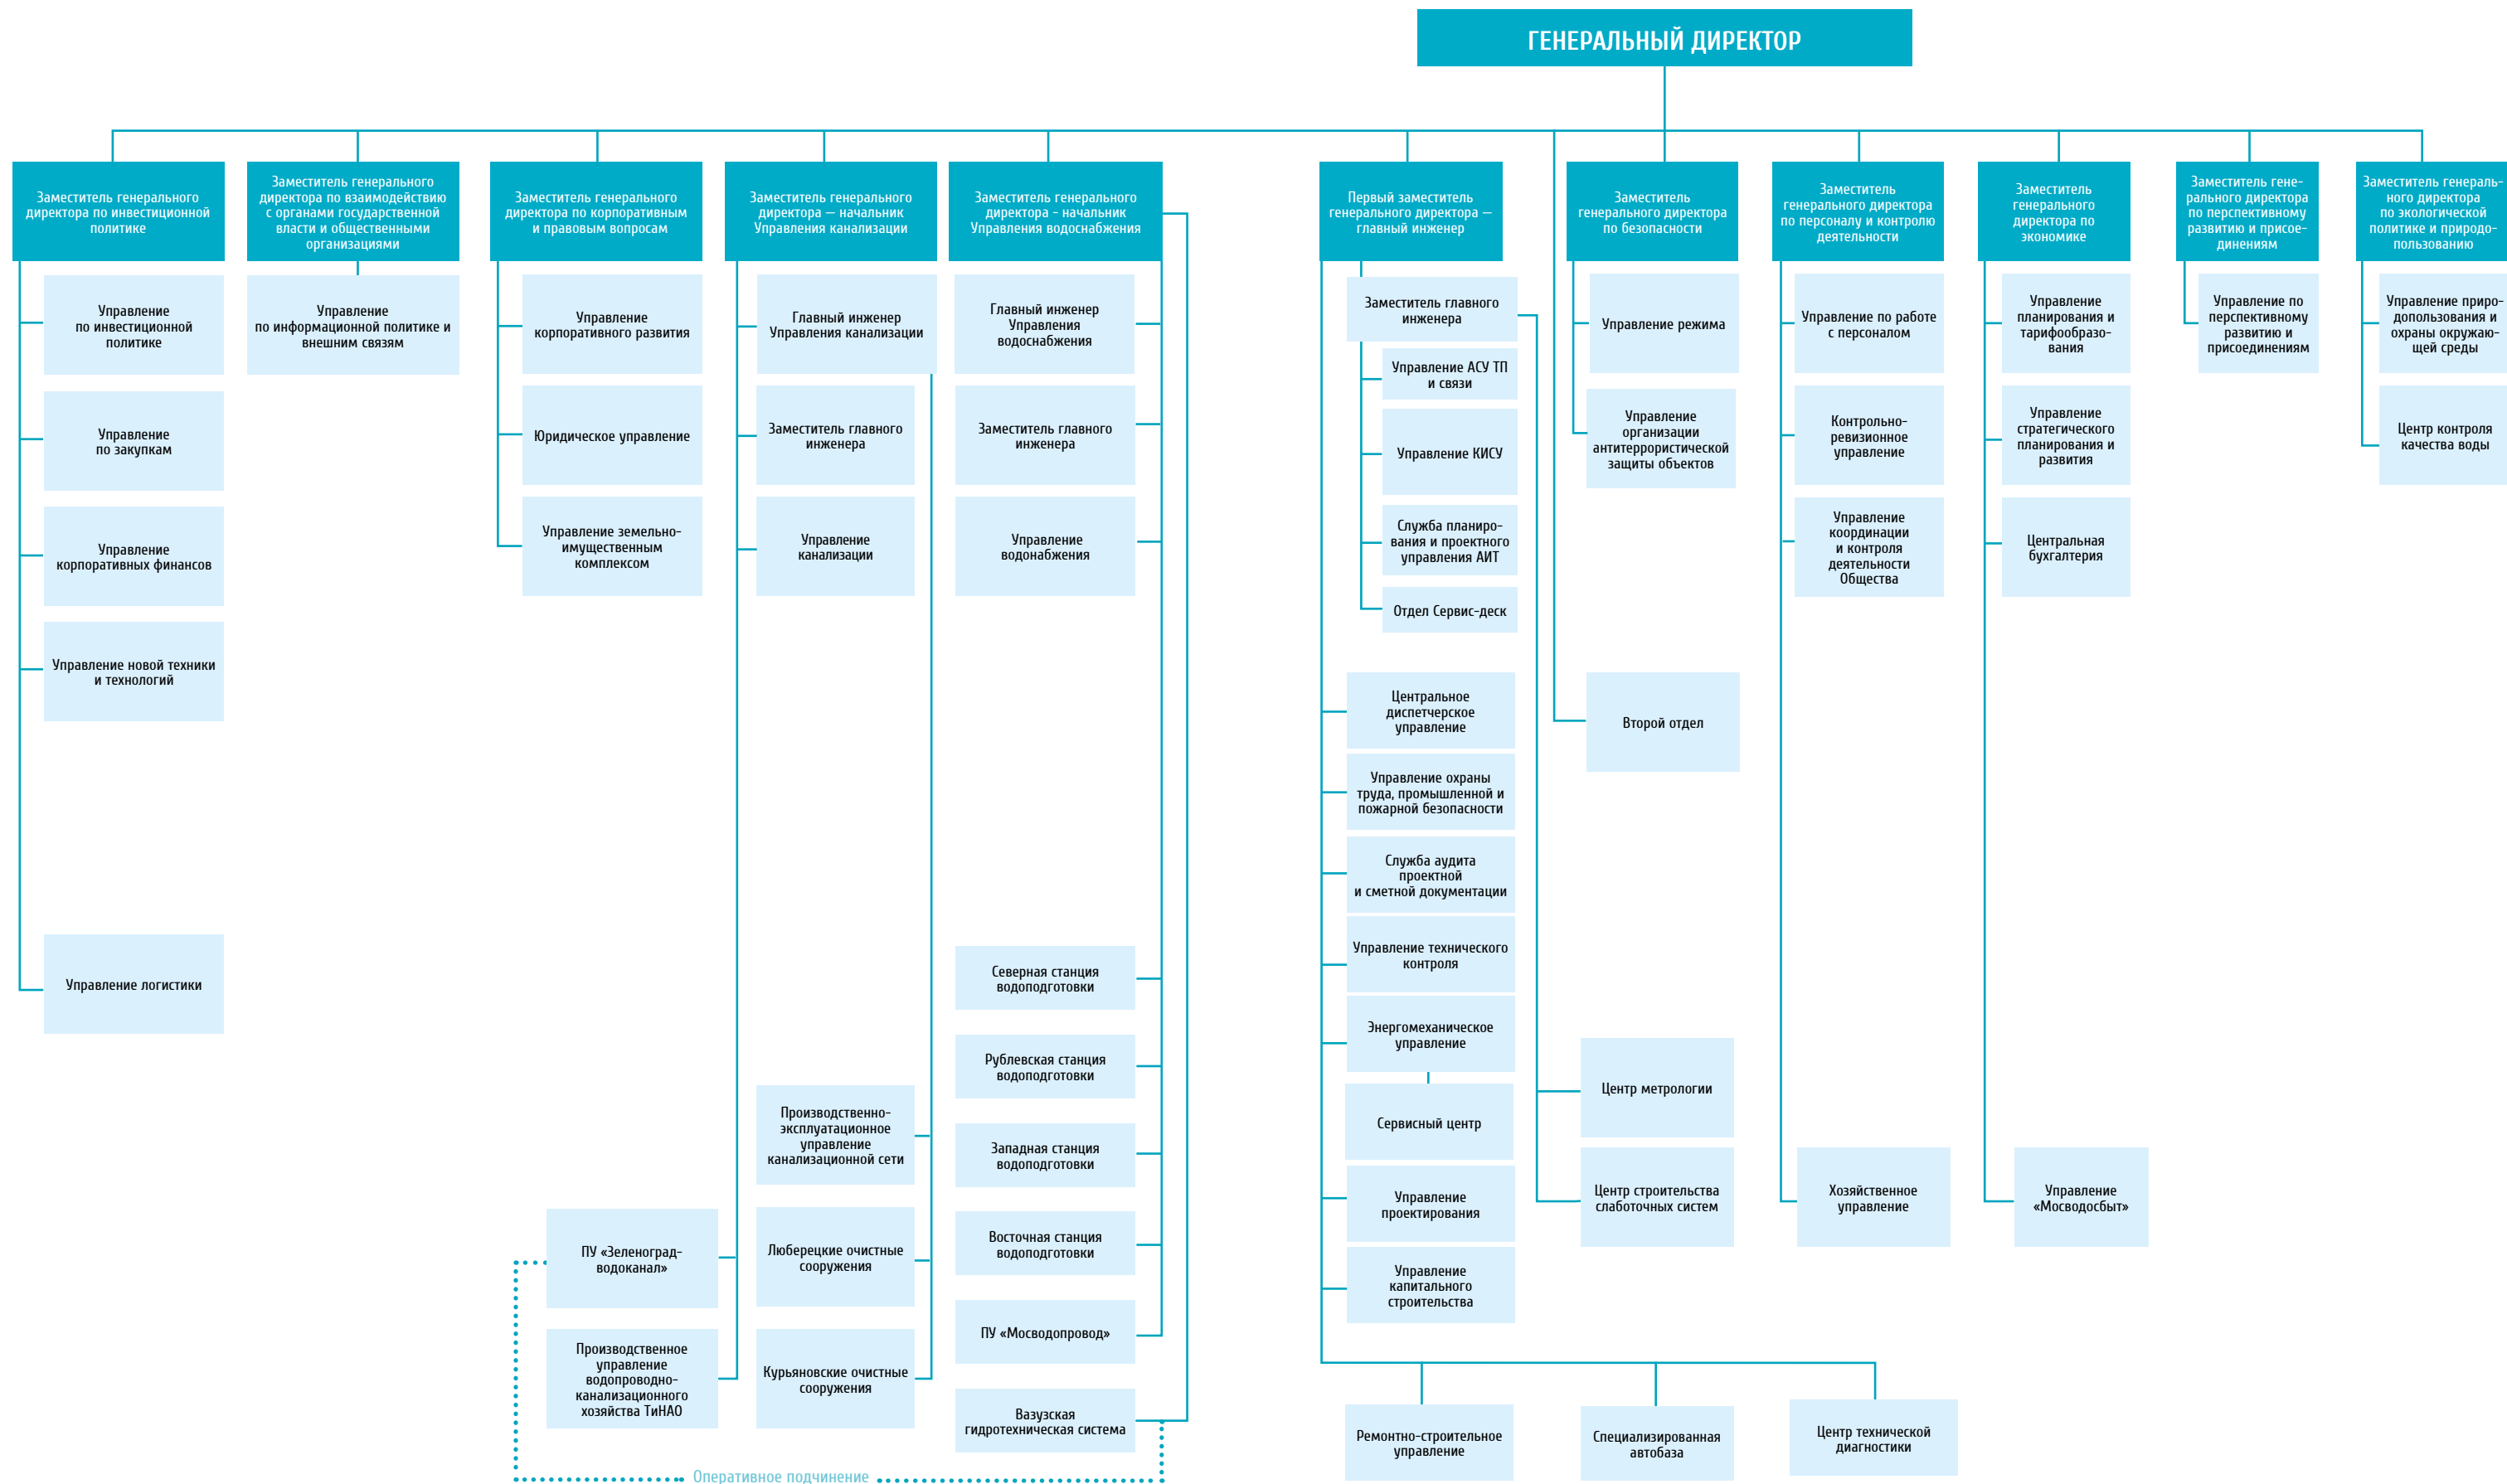 ГЕНЕРАЛЬНЫЙ ДИРЕКТОР
Заместитель генерального
директора по инвестиционной
политике
Заместитель генерального
директора по взаимодействию
с органами государственной
власти и общественными
организациями
Заместитель генерального
директора по корпоративным
и правовым вопросам
Заместитель генерального
директора — начальник
Управления канализации
Заместитель генерального
директора - начальник
Управления водоснабжения
Первый заместитель
генерального директора —
главный инженер
Заместитель
генерального директора
по безопасности
Заместитель
генерального директора
по персоналу и контролю
деятельности
Заместитель
генерального
директора по
экономике
Заместитель гене-
рального директора
по перспективному
развитию и присое-
динениям
Заместитель генераль-
ного директора
по экологической
политике и природо-
пользованию
Управление
по инвестиционной
политике
Управление
по закупкам
Управление
корпоративных финансов
Управление новой техники
и технологий
Управление логистики
Управление
по информационной политике и
внешним связям
Управление
корпоративного развития
Юридическое управление
Управление земельно-
имущественным
комплексом
Главный инженер
Управления канализации
Заместитель главного
инженера
Управление
канализации
Производственно-
эксплуатационное
управление
канализационной сети
Люберецкие очистные
сооружения
Курьяновские очистные
сооружения
ПУ «Зеленоград-
водоканал»
Производственное
управление
водопроводно-
канализационного
хозяйства ТиНАО
Главный инженер
Управления
водоснабжения
Заместитель главного
инженера
Управление
водонабжения
Северная станция
водоподготовки
Рублевская станция
водоподготовки
Западная станция
водоподготовки
Восточная станция
водоподготовки
ПУ «Мосводопровод»
Вазузская
гидротехническая система
Оперативное подчинение
Заместитель главного
инженера
Управление АСУ ТП
и связи
Управление КИСУ
Служба планиро-
вания и проектного
управления АИТ
Отдел Сервис-деск
Центральное
диспетчерское
управление
Управление охраны
труда, промышленной и
пожарной безопасности
Служба аудита
проектной
и сметной документации
Управление технического
контроля
Энергомеханическое
управление
Сервисный центр
Управление
проектирования
Управление
капитального
строительства
Ремонтно-строительное
управление
Специализированная
автобаза
Центр технической
диагностики
Управление режима
Управление
организации
антитеррористической
защиты объектов
Второй отдел
Центр метрологии
Центр строительства
слаботочных систем
Управление по работе
с персоналом
Контрольно-
ревизионное
управление
Управление
координации
и контроля
деятельности
Общества
Хозяйственное
управление
Управление
планирования и
тарифообразо-
вания
Управление
стратегического
планирования и
развития
Центральная
бухгалтерия
Управление
«Мосводосбыт»
Управление по
перспективному
развитию и
присоединениям
Управление приро-
допользования и
охраны окружаю-
щей среды
Центр контроля
качества воды